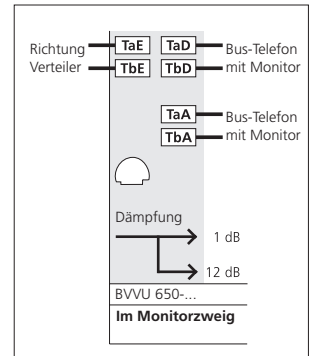 Richtung
Verteiler
TaE
TbE
TaD
TbD
Bus-Telefon
mit Monitor
TaA
TbA
Bus-Telefon
mit Monitor
Dämpfung
1 dB
12 dB
BVVU 650-...
Im Monitorzweig